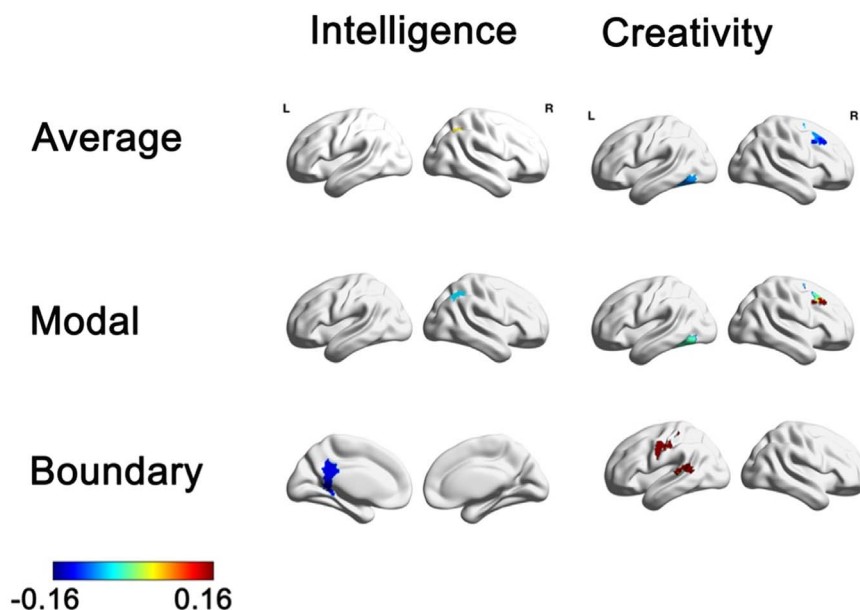 Intelligence Creativity
L R L R
Average
Modal
Boundary
-0.16 0.16